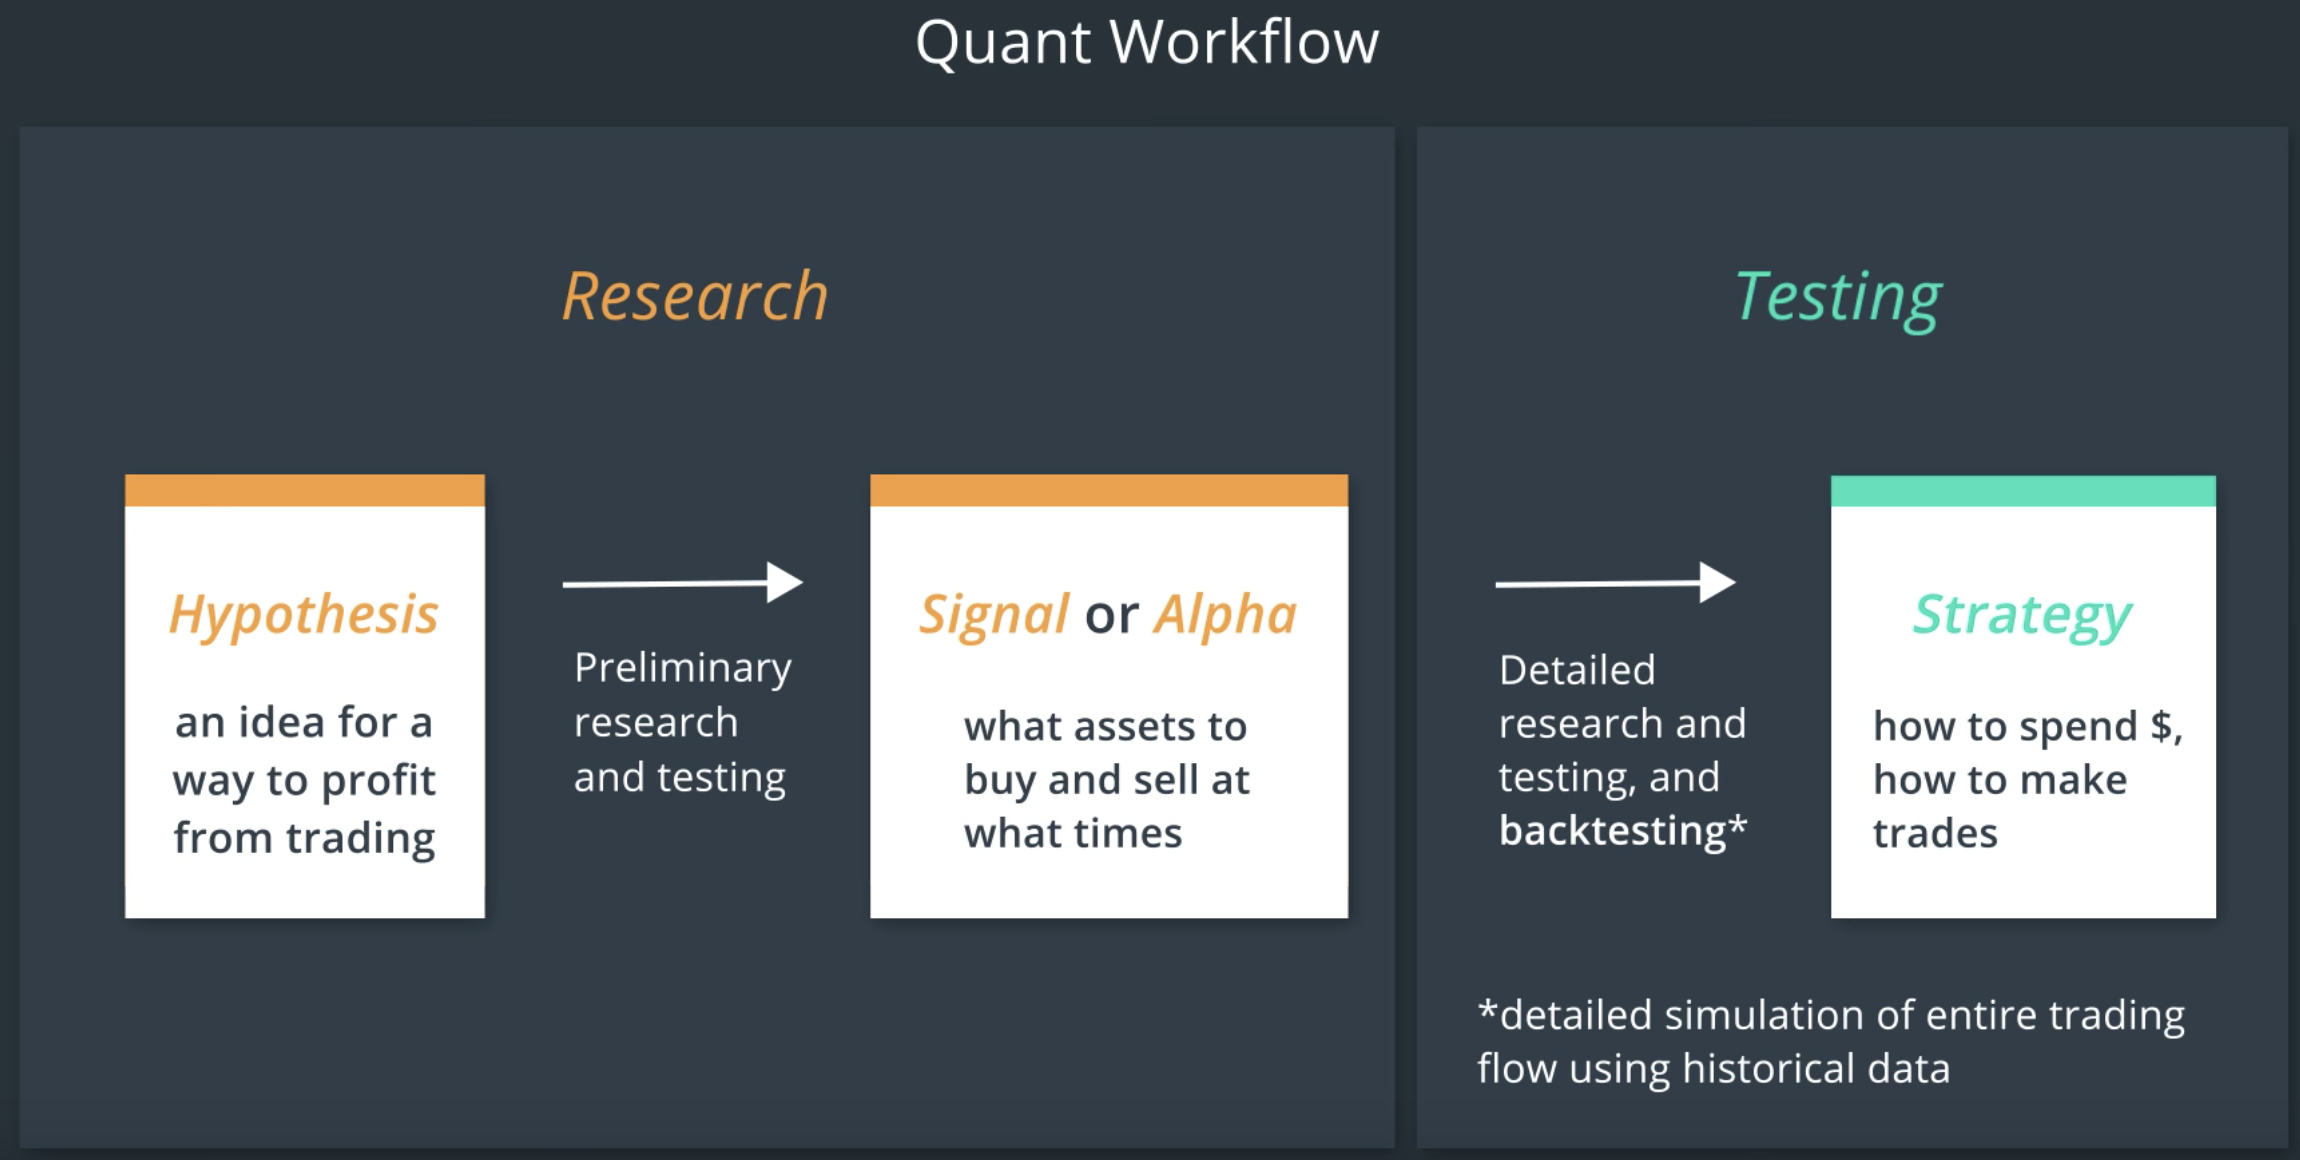 Quant Workflow
Research
Hypothesis
an idea for a
way to profit
from trading
Preliminary
research
and testing
Signal or Alpha
what assets to
buy and sell at
what times
Testing
Detailed
research and
testing, and
backtesting*
Strategy
how to spend $,
how to make
trades
*detailed simulation of entire trading
flow using historical data